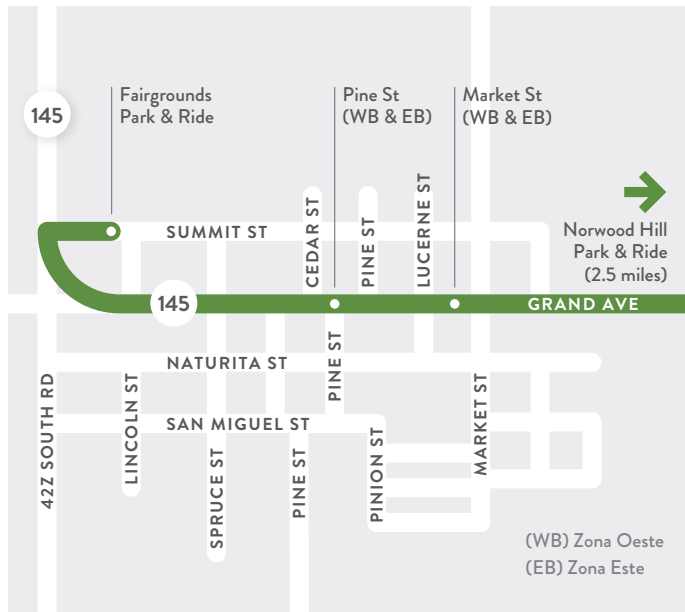 145
Fairgrounds
Park & Ride
Pine St
(WB & EB)
Market St
(WB & EB)
Norwood Hill
Park & Ride
(2.5 miles)
SUMMIT ST
CEDAR ST
PINE ST
LUCERNE ST
145
GRAND AVE
NATURITA ST
PINE ST
SAN MIGUEL ST
42Z SOUTH RD
LINCOLN ST
SPRUCE ST
PINE ST
PINION ST
MARKET ST
(WB) Zona Oeste
(EB) Zona Este